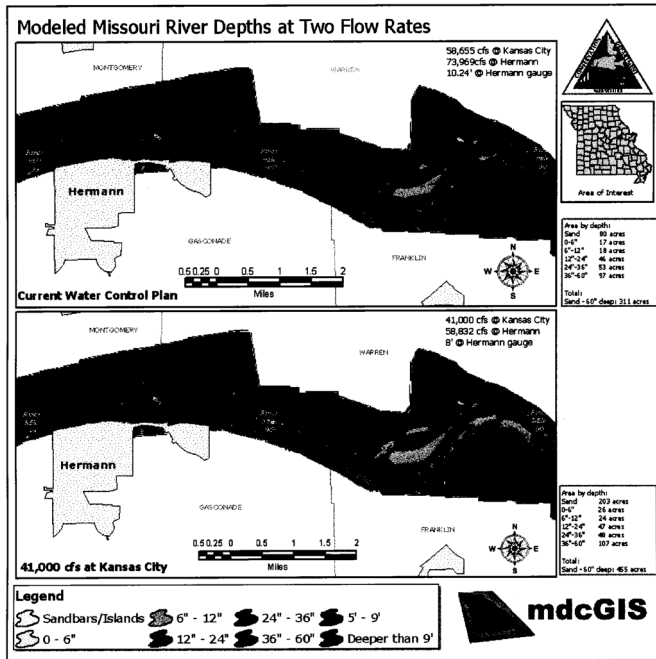 Modeled Missouri River Depths at Two Flow Rates
58,655 cfs @ Kansas City
73,969cfs @ Hermann
10.24' @ Hermann gauge
MONTGOMERY
WARREN
Hermann
GASCONADE
FRANKLIN
N
W E
S
0.5 0.25 0 0.5 1 1.5 2
Miles
Current Water Control Plan
Area of Interest
Area by depth:
Sand 80 acres
0-6" 17 acres
6"-12" 18 acres
12"-24" 46 acres
24"-36" 53 acres
36"-60" 97 acres
Total:
Sand - 60" deep: 311 acres
41,000 cfs @ Kansas City
58,832 cfs @ Hermann
8' @ Hermann gauge
MONTGOMERY
WARREN
Hermann
GASCONADE
FRANKLIN
N
W E
S
0.5 0.25 0 0.5 1 1.5 2
Miles
41,000 cfs at Kansas City
Area by depth:
Sand 203 acres
0-6" 26 acres
6"-12" 24 acres
12"-24" 47 acres
24"-36" 48 acres
36"-60" 107 acres
Total:
Sand - 60" deep: 455 acres
Legend
Sandbars/Islands 6" - 12" 24" - 36" 5' - 9'
0 - 6" 12" - 24" 36" - 60" Deeper than 9'
mdcGIS